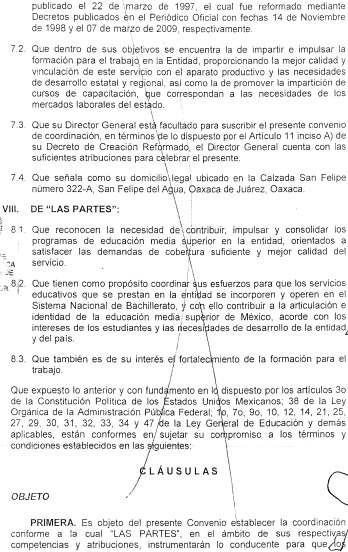 publicado el 22 de marzo de 1997, el cual fue reformado mediante
Decretos publicados en el Periódico Oficial con fechas 14 de Noviembre
de 1998 y el 07 de marzo de 2009, respectivamente.
7.2. Que dentro de sus objetivos se encuentra la de impartir e impulsar la
formación para el trabajo en la Entidad, proporcionando la mejor calidad y
vinculación de este servicio con el aparato productivo y las necesidades
de desarrollo estatal y regional, así como la de promover la impartición de
cursos de capacitación, que correspondan a las necesidades de los
mercados laborales del estado.
7.3. Que su Director General está facultado para suscribir el presente convenio
de coordinación, en términos de lo dispuesto por el Artículo 11 inciso A) de
su Decreto de Creación Reformado, el Director General cuenta con las
suficientes atribuciones para celebrar el presente.
7.4. Que señala como su domicilio legal ubicado en la Calzada San Felipe
número 322-A, San Felipe del Agua, Oaxaca de Juárez, Oaxaca.
VIII. DE "LAS PARTES":
8.1. Que reconocen la necesidad de contribuir, impulsar y consolidar los
programas de educación media superior en la entidad, orientados a
satisfacer las demandas de cobertura suficiente y mejor calidad del
servicio.
8.2. Que tienen como propósito coordinar sus esfuerzos para que los servicios
educativos que se prestan en la entidad se incorporen y operen en el
Sistema Nacional de Bachillerato, y con ello contribuir a la articulación e
identidad de la educación media superior de México, acorde con los
intereses de los estudiantes y las necesidades de desarrollo de la entidad
y del país.
8.3. Que también es de su interés el fortalecimiento de la formación para el
trabajo.
Que expuesto lo anterior y con fundamento en lo dispuesto por los artículos 3o
de la Constitución Política de los Estados Unidos Mexicanos; 38 de la Ley
Orgánica de la Administración Pública Federal; 1o, 7o, 9o, 10, 12, 14, 21, 25,
27, 29, 30, 31, 32, 33, 34 y 47 de la Ley General de Educación y demás
aplicables, están conformes en sujetar su compromiso a los términos y
condiciones establecidos en las siguientes:
CLÁUSULAS
OBJETO
PRIMERA. Es objeto del presente Convenio establecer la coordinación
conforme a la cual "LAS PARTES", en el ámbito de sus respectivas
competencias y atribuciones, instrumentarán lo conducente para que los